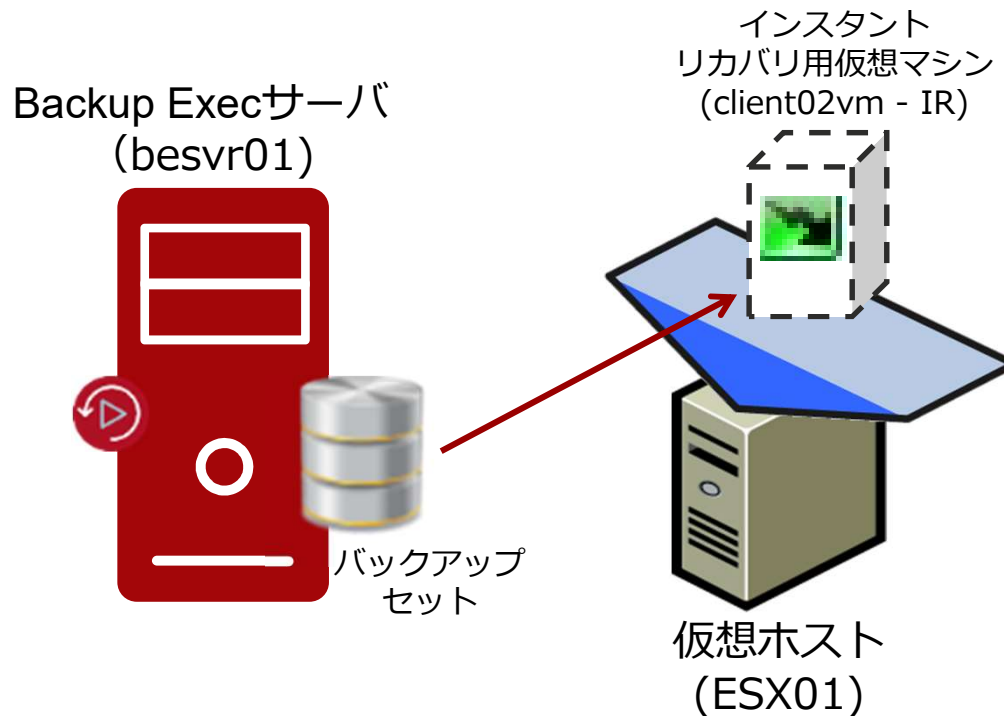 インスタント
リカバリ用仮想マシン
(client02vm - IR)
Backup Execサーバ
（besvr01)
バックアップ
セット
仮想ホスト
(ESX01)